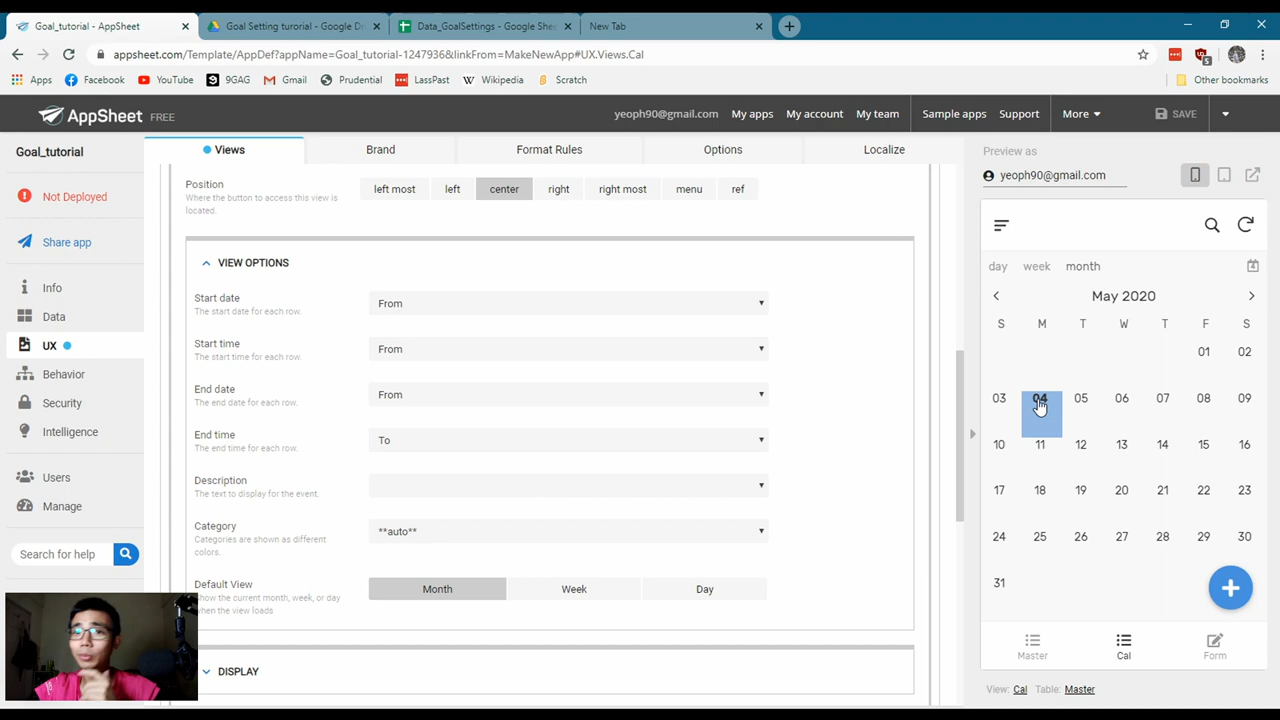 Goal_tutorial - AppSheet
Goal Setting turorial - Google Dr
Data_GoalSettings - Google Shee
New Tab
appsheet.com/Template/AppDef?appName=Goal_tutorial-1247936&linkFrom=MakeNewApp#UX.Views.Cal
5
Apps
Facebook
YouTube
9GAG
Gmail
Prudential
LassPast
Wikipedia
Scratch
Other bookmarks
AppSheet FREE
yeoph90@gmail.com
My apps
My account
My team
Sample apps
Support
More
SAVE
Goal_tutorial
Not Deployed
Share app
Info
Data
UX
Behavior
Security
Intelligence
Users
Manage
Search for help
Views
Brand
Format Rules
Options
Localize
Position
Where the button to access this view is
located.
left most
left
center
right
right most
menu
ref
VIEW OPTIONS
Start date
The start date for each row.
From
Start time
The start time for each row.
From
End date
The end date for each row.
From
End time
The end time for each row.
To
Description
The text to display for the event.
Category
Categories are shown as different
colors.
**auto**
Default View
Show the current month, week, or day
when the view loads
Month
Week
Day
DISPLAY
Preview as
yeoph90@gmail.com
day week month
May 2020
S M T W T F S
01 02
03 04 05 06 07 08 09
10 11 12 13 14 15 16
17 18 19 20 21 22 23
24 25 26 27 28 29 30
31
Master
Cal
Form
View: Cal Table: Master